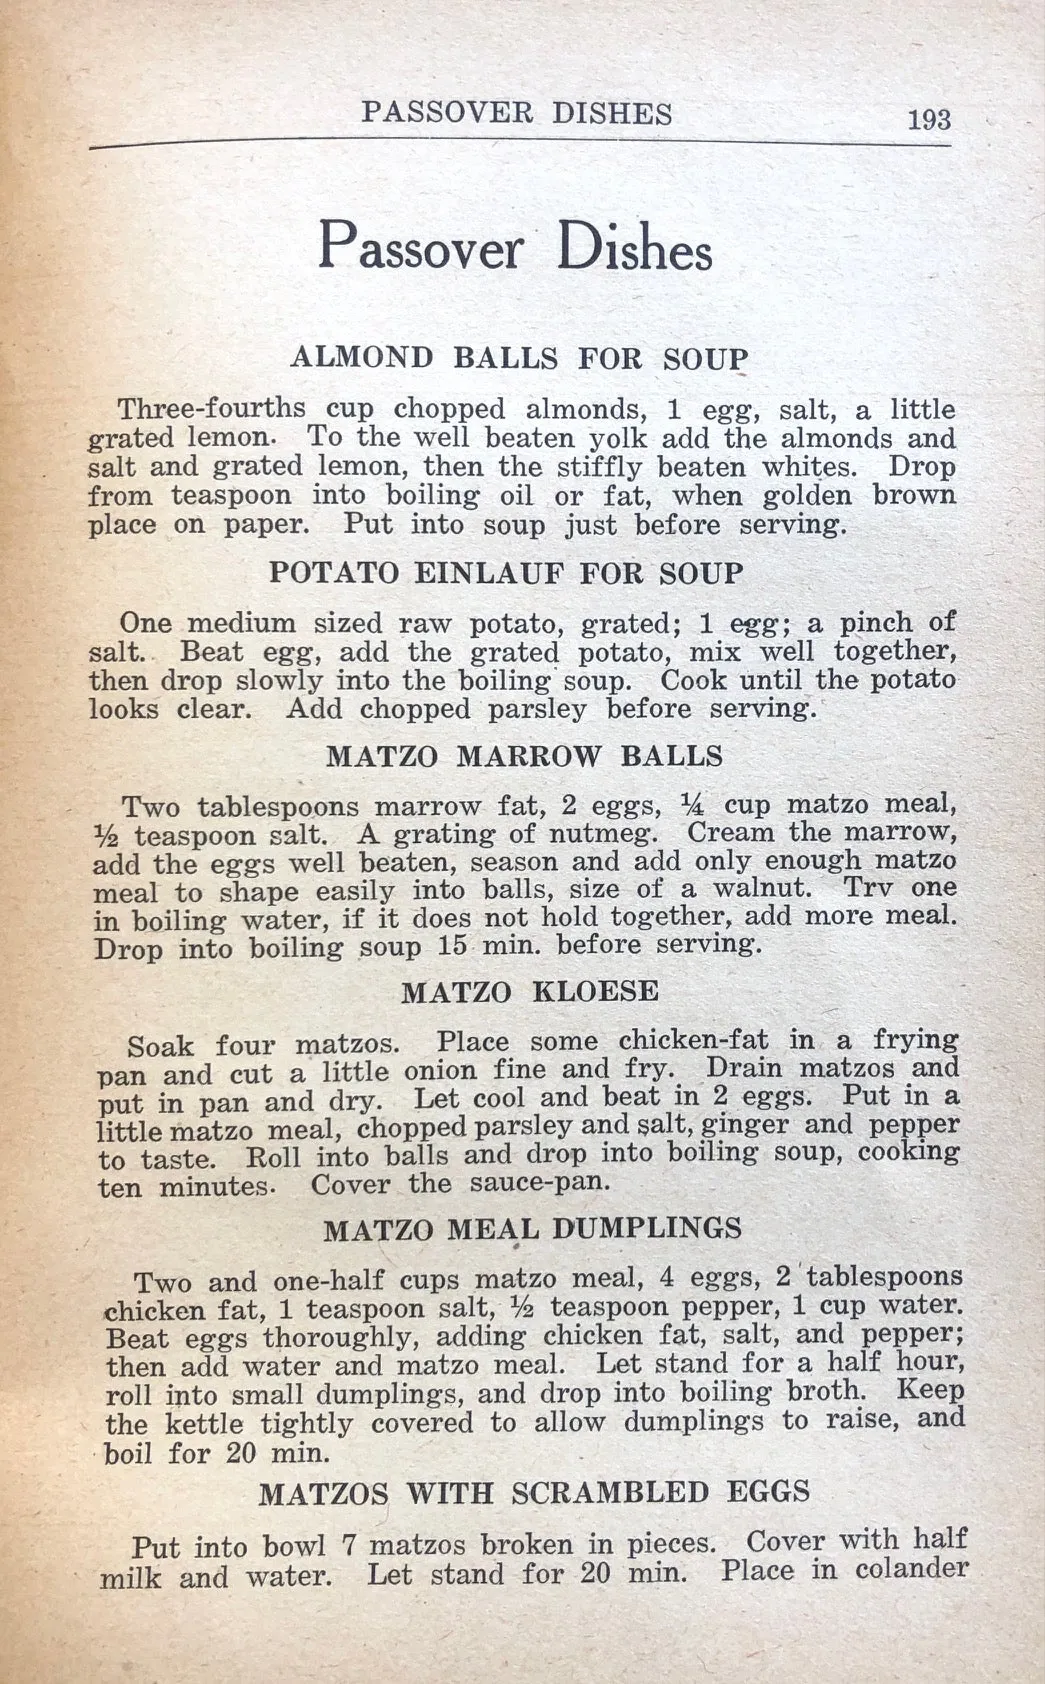 PASSOVER DISHES 193
Passover Dishes
ALMOND BALLS FOR SOUP
Three-fourths cup chopped almonds, 1 egg, salt, a little
grated lemon. To the well beaten yolk add the almonds and
salt and grated lemon, then the stiffly beaten whites. Drop
from teaspoon into boiling oil or fat, when golden brown
place on paper. Put into soup just before serving.
POTATO EINLAUF FOR SOUP
One medium sized raw potato, grated; 1 egg; a pinch of
salt. Beat egg, add the grated potato, mix well together,
then drop slowly into the boiling soup. Cook until the potato
looks clear. Add chopped parsley before serving.
MATZO MARROW BALLS
Two tablespoons marrow fat, 2 eggs, ¼ cup matzo meal,
½ teaspoon salt. A grating of nutmeg. Cream the marrow,
add the eggs well beaten, season and add only enough matzo
meal to shape easily into balls, size of a walnut. Trv one
in boiling water, if it does not hold together, add more meal.
Drop into boiling soup 15 min. before serving.
MATZO KLOESE
Soak four matzos. Place some chicken-fat in a frying
pan and cut a little onion fine and fry. Drain matzos and
put in pan and dry. Let cool and beat in 2 eggs. Put in a
little matzo meal, chopped parsley and salt, ginger and pepper
to taste. Roll into balls and drop into boiling soup, cooking
ten minutes. Cover the sauce-pan.
MATZO MEAL DUMPLINGS
Two and one-half cups matzo meal, 4 eggs, 2 tablespoons
chicken fat, 1 teaspoon salt, ½ teaspoon pepper, 1 cup water.
Beat eggs thoroughly, adding chicken fat, salt, and pepper;
then add water and matzo meal. Let stand for a half hour,
roll into small dumplings, and drop into boiling broth. Keep
the kettle tightly covered to allow dumplings to raise, and
boil for 20 min.
MATZOS WITH SCRAMBLED EGGS
Put into bowl 7 matzos broken in pieces. Cover with half
milk and water. Let stand for 20 min. Place in colander